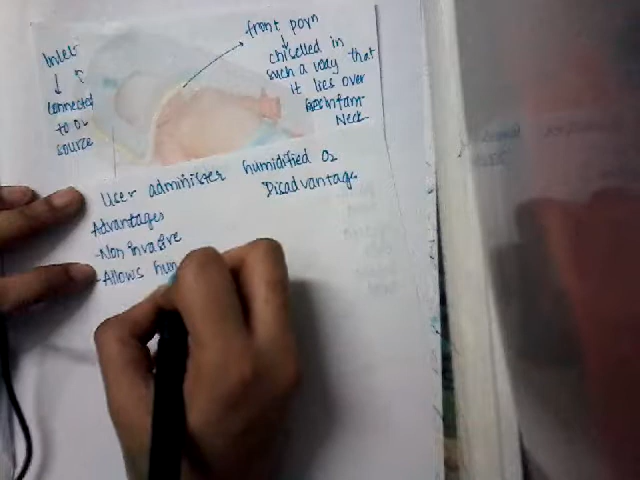 Inlet
connected
to O2
source
front porn
chiselled in
such a way that
it lies over
infant
Neck
User administer humidified O2
Advantages
Disadvantage
- Non invasive
- Allows hum